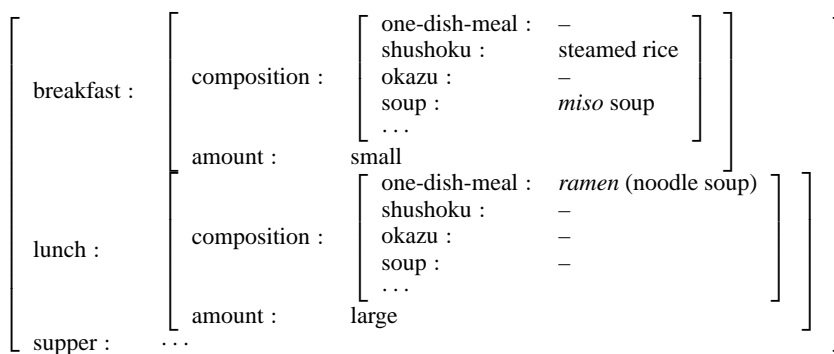 one-dish-meal : –
shushoku : steamed rice
composition : okazu : –
breakfast : soup : miso soup
...
amount : small
one-dish-meal : ramen (noodle soup)
shushoku : –
composition : okazu : –
lunch : soup : –
...
amount : large
supper : ...